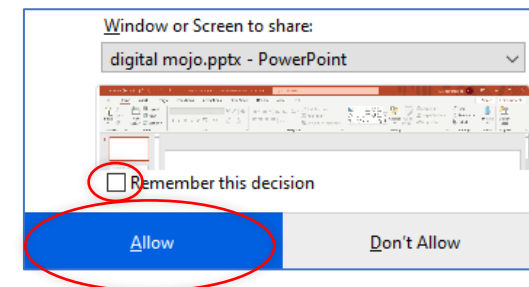 Window or Screen to share:
digital mojo.pptx - PowerPoint
Remember this decision
Allow
Don't Allow